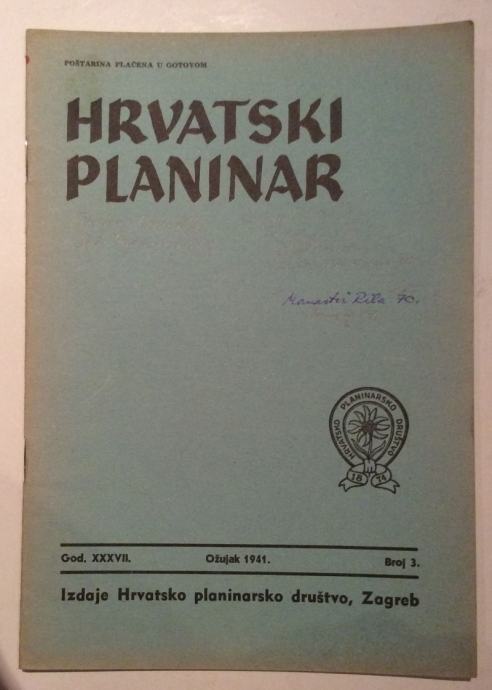 POŠTARINA PLAĆENA U GOTOVOM
HRVATSKI
PLANINAR
Rila 70.
HRVATSKO PLANINARSKO DRUŠTVO
18 74
God. XXXVII. Ožujak 1941. Broj 3.
Izdaje Hrvatsko planinarsko društvo, Zagreb